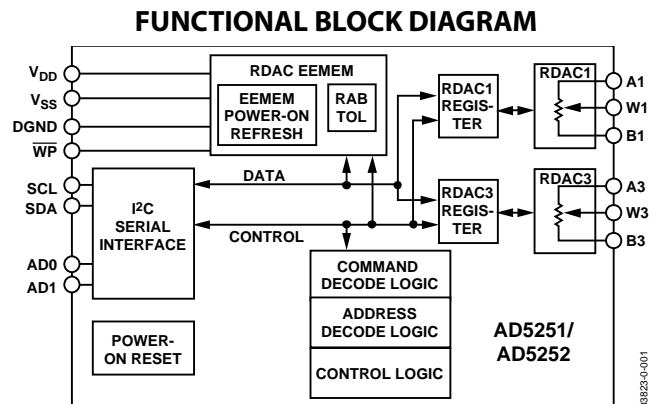 FUNCTIONAL BLOCK DIAGRAM
VDD
VSS
DGND
WP
SCL
SDA
AD0
AD1
RDAC EEMEM
EEMEM
POWER-ON
REFRESH
RAB
TOL
I2C
SERIAL
INTERFACE
DATA
CONTROL
POWER-
ON RESET
COMMAND
DECODE LOGIC
ADDRESS
DECODE LOGIC
CONTROL LOGIC
RDAC1
REGIS-
TER
RDAC3
REGIS-
TER
RDAC1
A1
W1
B1
RDAC3
A3
W3
B3
AD5251/
AD5252
03823-0-001